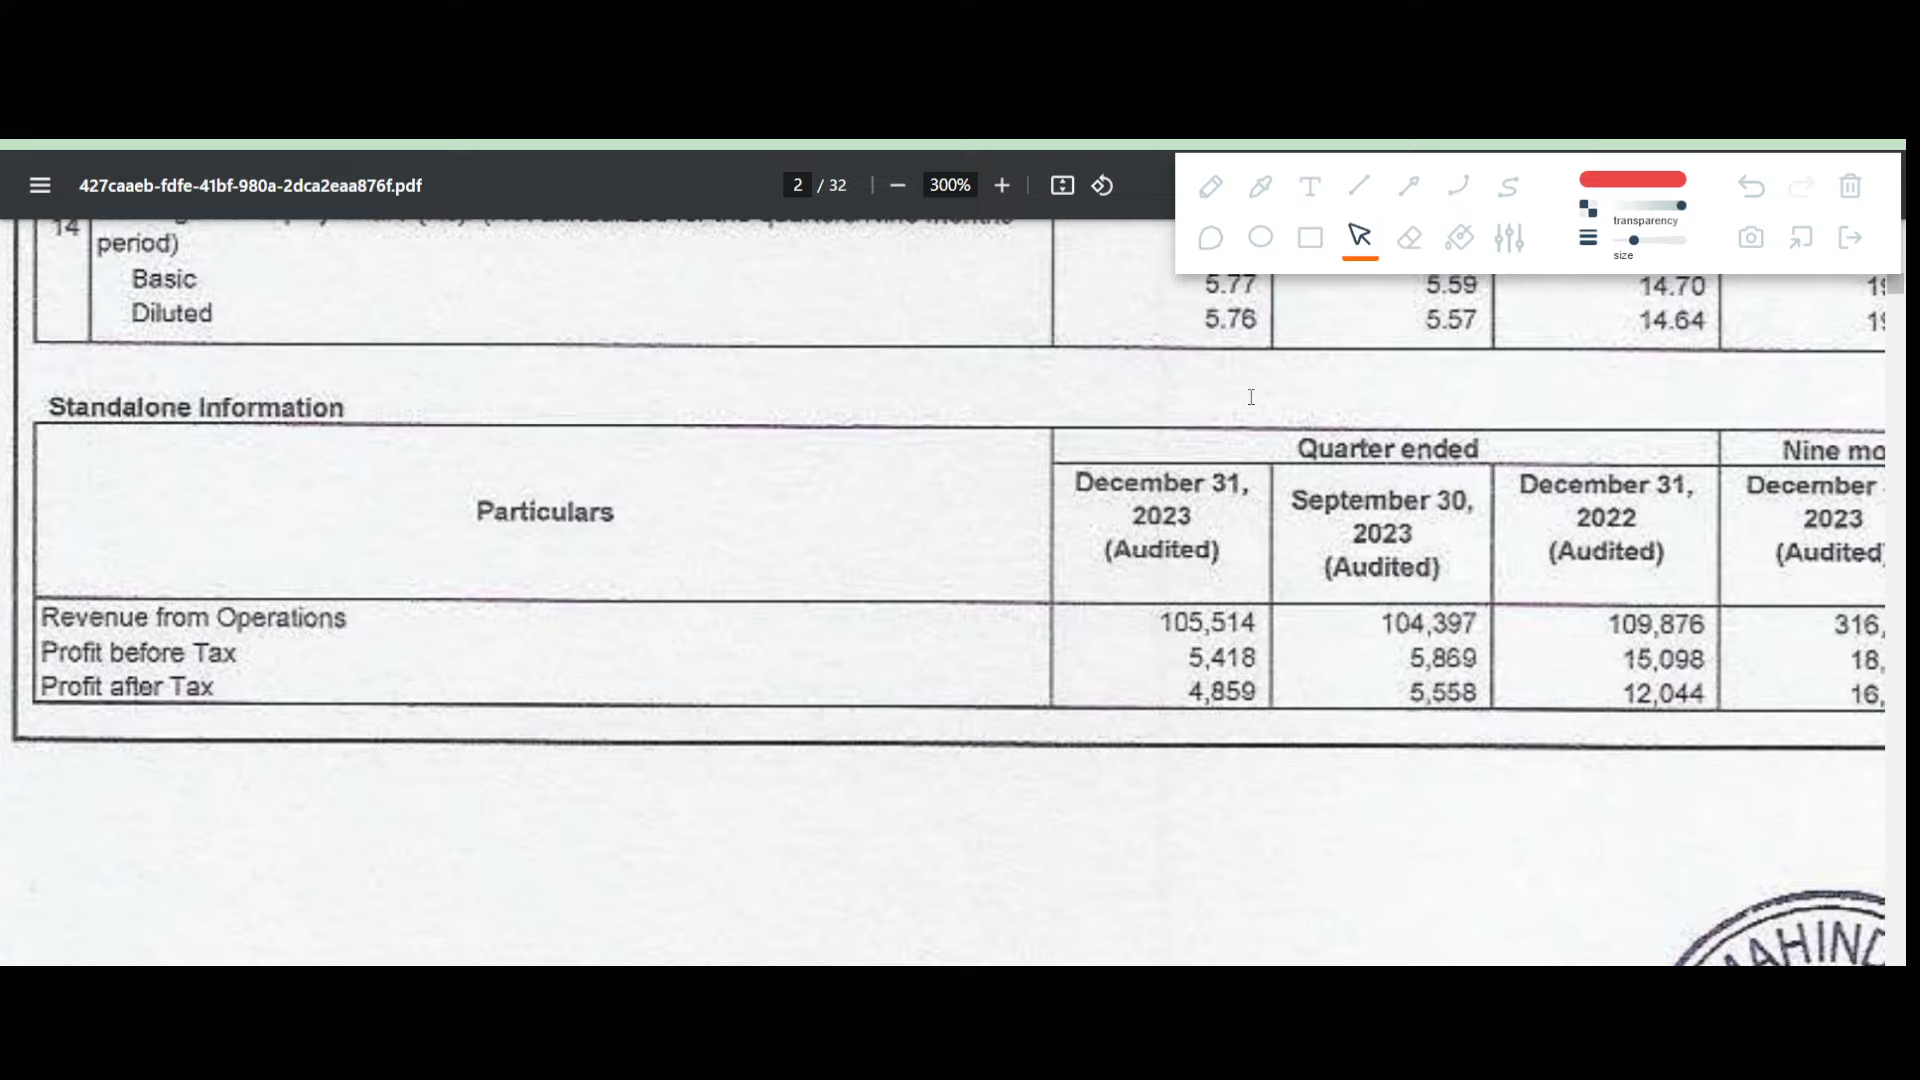 427caaeb-fdfe-41bf-980a-2dca2eaa876f.pdf
2 / 32
300%
transparency
size
14
period)
Basic 5.77 5.59 14.70
Diluted 5.76 5.57 14.64
Standalone Information
Particulars
Quarter ended
Nine mo
December 31, 2023 (Audited)
September 30, 2023 (Audited)
December 31, 2022 (Audited)
December 2023 (Audited)
Revenue from Operations 105,514 104,397 109,876 316,
Profit before Tax 5,418 5,869 15,098 18,
Profit after Tax 4,859 5,558 12,044 16,